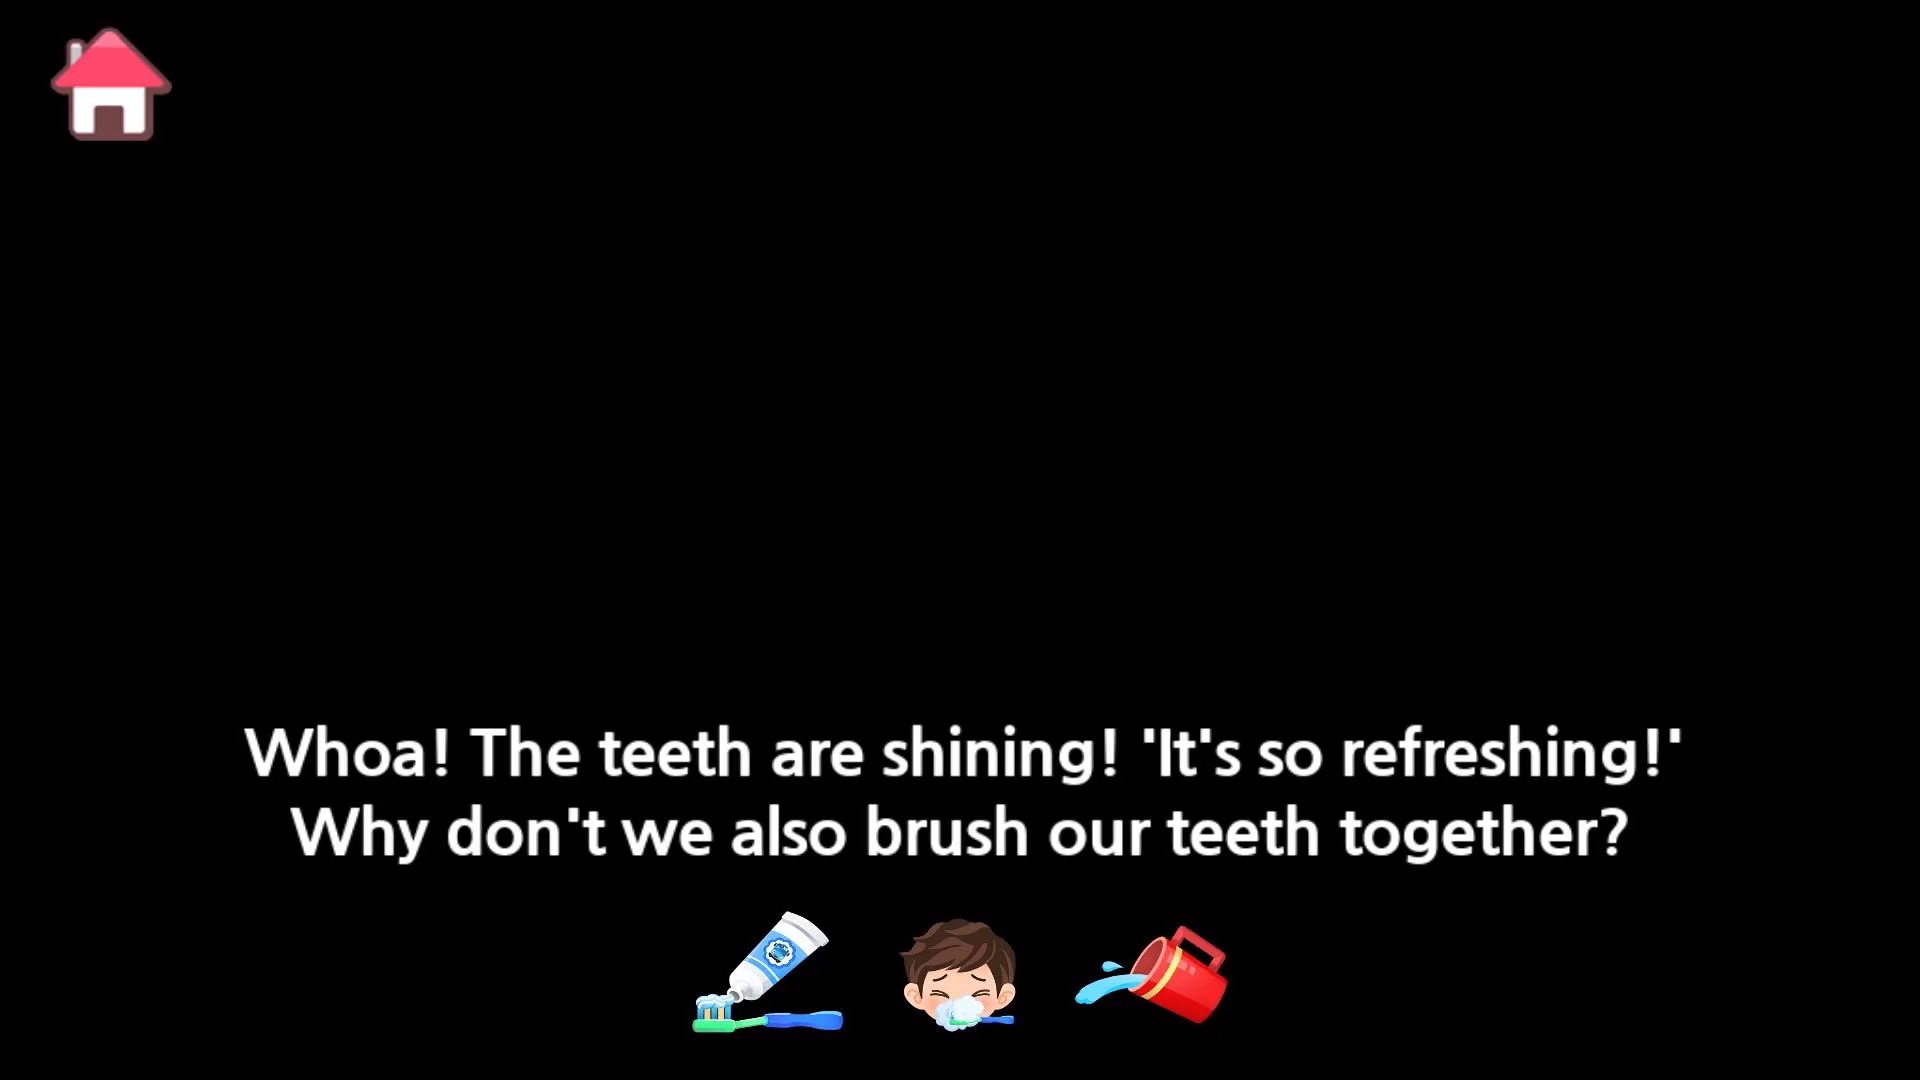 Whoa! The teeth are shining! 'It's so refreshing!'
Why don't we also brush our teeth together?